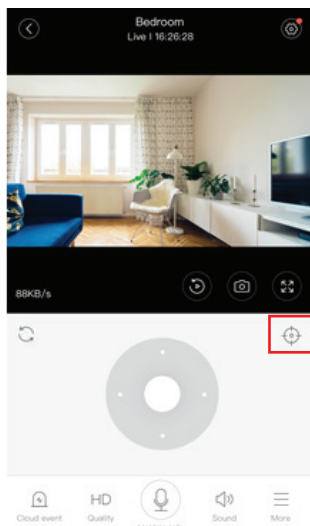 Bedroom
Live | 16:26:28
88KB/s
HD
Cloud event
Quality
Sound
More